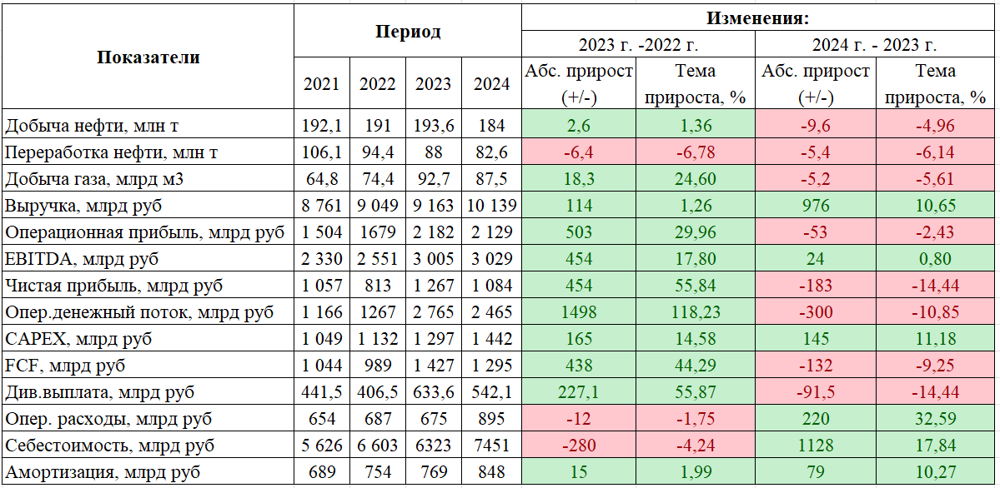 Показатели Период Изменения:
2023 г. -2022 г. 2024 г. - 2023 г.
2021 2022 2023 2024 Абс. прирост (+/-) Тема прироста, % Абс. прирост (+/-) Тема прироста, %
Добыча нефти, млн т 192,1 191 193,6 184 2,6 1,36 -9,6 -4,96
Переработка нефти, млн т 106,1 94,4 88 82,6 -6,4 -6,78 -5,4 -6,14
Добыча газа, млрд м3 64,8 74,4 92,7 87,5 18,3 24,60 -5,2 -5,61
Выручка, млрд руб 8 761 9 049 9 163 10 139 114 1,26 976 10,65
Операционная прибыль, млрд руб 1 504 1679 2 182 2 129 503 29,96 -53 -2,43
EBITDA, млрд руб 2 330 2 551 3 005 3 029 454 17,80 24 0,80
Чистая прибыль, млрд руб 1 057 813 1 267 1 084 454 55,84 -183 -14,44
Опер.денежный поток, млрд руб 1 166 1267 2 765 2 465 1498 118,23 -300 -10,85
CAPEX, млрд руб 1 049 1 132 1 297 1 442 165 14,58 145 11,18
FCF, млрд руб 1 044 989 1 427 1 295 438 44,29 -132 -9,25
Див.выплата, млрд руб 441,5 406,5 633,6 542,1 227,1 55,87 -91,5 -14,44
Опер. расходы, млрд руб 654 687 675 895 -12 -1,75 220 32,59
Себестоимость, млрд руб 5 626 6 603 6323 7451 -280 -4,24 1128 17,84
Амортизация, млрд руб 689 754 769 848 15 1,99 79 10,27